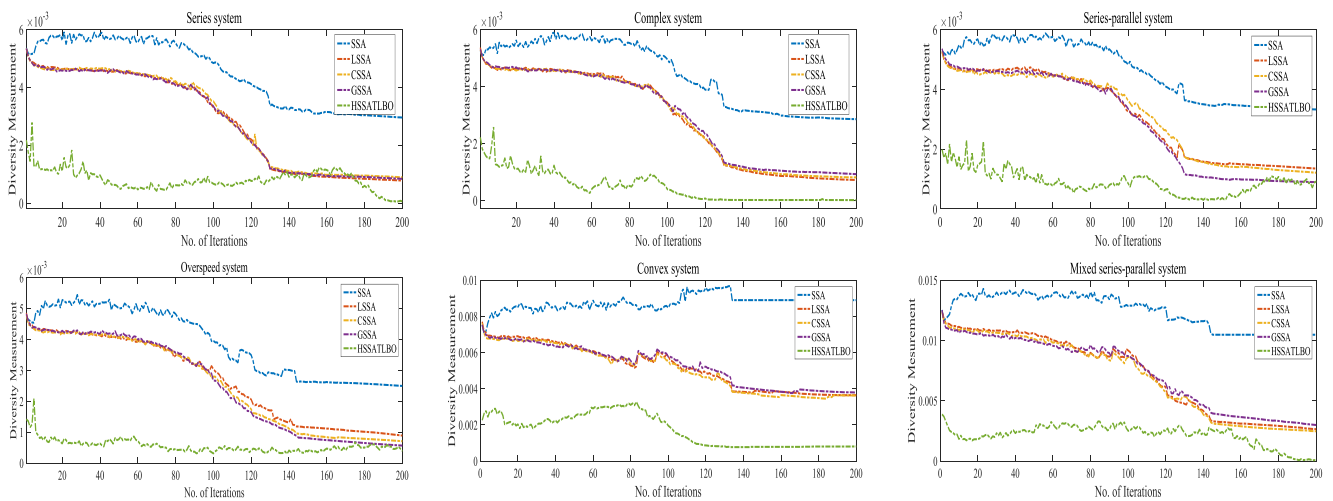 Series system
×10⁻³
6
4
2
0
Diversity Measurement
20 40 60 80 100 120 140 160 180 200
No. of Iterations
SSA
LSSA
CSSA
GSSA
HSSATLBO
Complex system
×10⁻³
6
4
2
0
Diversity Measurement
0 20 40 60 80 100 120 140 160 180 200
No. of Iterations
SSA
LSSA
CSSA
GSSA
HSSATLBO
Series-parallel system
×10⁻³
6
4
2
0
Diversity Measurement
0 20 40 60 80 100 120 140 160 180 200
No. of Iterations
SSA
LSSA
CSSA
GSSA
HSSATLBO
Overspeed system
×10⁻³
6
5
4
3
2
1
0
Diversity Measurement
20 40 60 80 100 120 140 160 180 200
No. of Iterations
SSA
LSSA
CSSA
GSSA
HSSATLBO
Convex system
0.01
0.008
0.006
0.004
0.002
0
Diversity Measurement
0 20 40 60 80 100 120 140 160 180 200
No. of Iterations
SSA
LSSA
CSSA
GSSA
HSSATLBO
Mixed series-parallel system
0.015
0.01
0.005
0
Diversity Measurement
0 20 40 60 80 100 120 140 160 180 200
No. of Iterations
SSA
LSSA
CSSA
GSSA
HSSATLBO